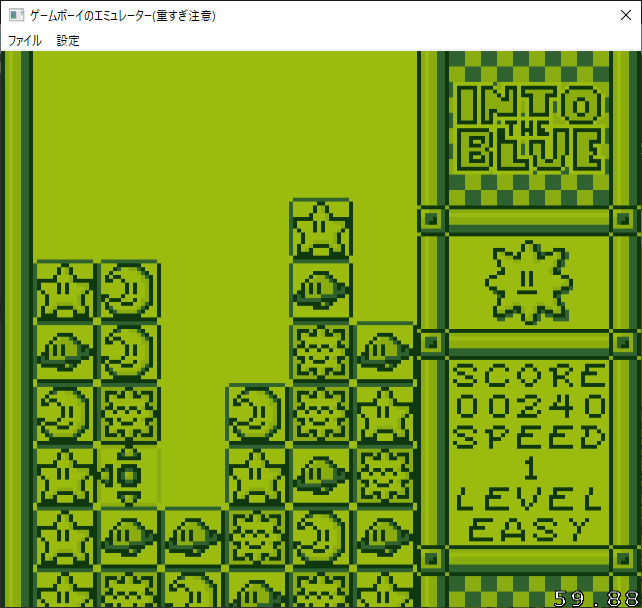 ゲームボーイのエミュレーター(重すぎ注意)
ファイル 設定
INTO
THE
BLUE
SCORE
00240
SPEED
1
LEVEL
EASY
59.88